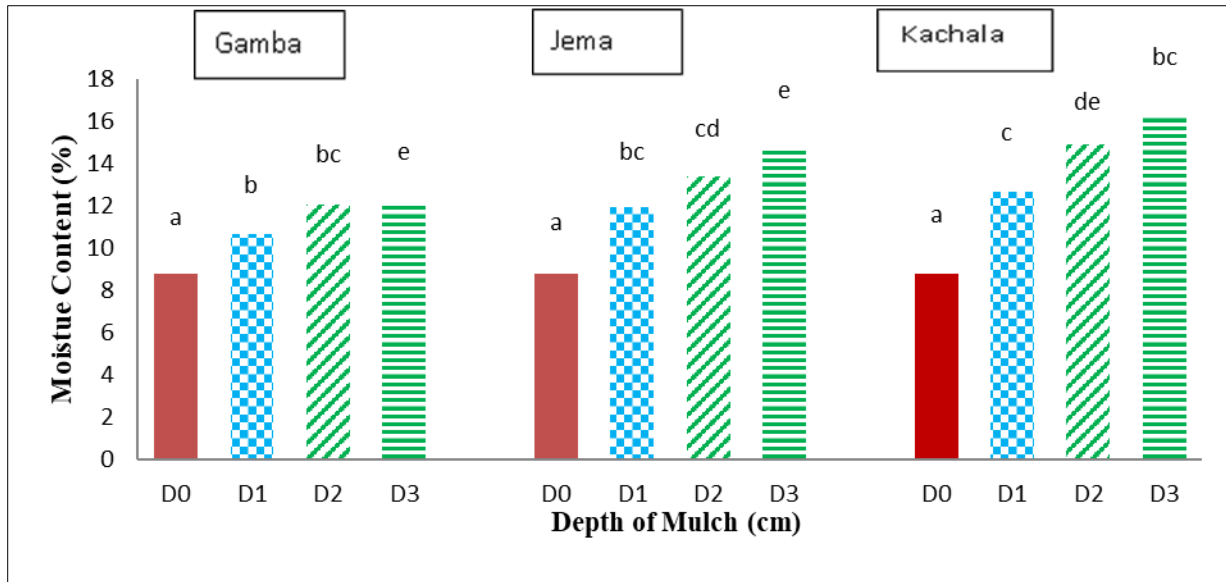 Gamba
Jema
Kachala
18
16
14
12
10
8
6
4
2
0
Moistue Content (%)
a
b
bc
e
a
bc
cd
e
a
c
de
bc
D0 D1 D2 D3 D0 D1 D2 D3 D0 D1 D2 D3
Depth of Mulch (cm)